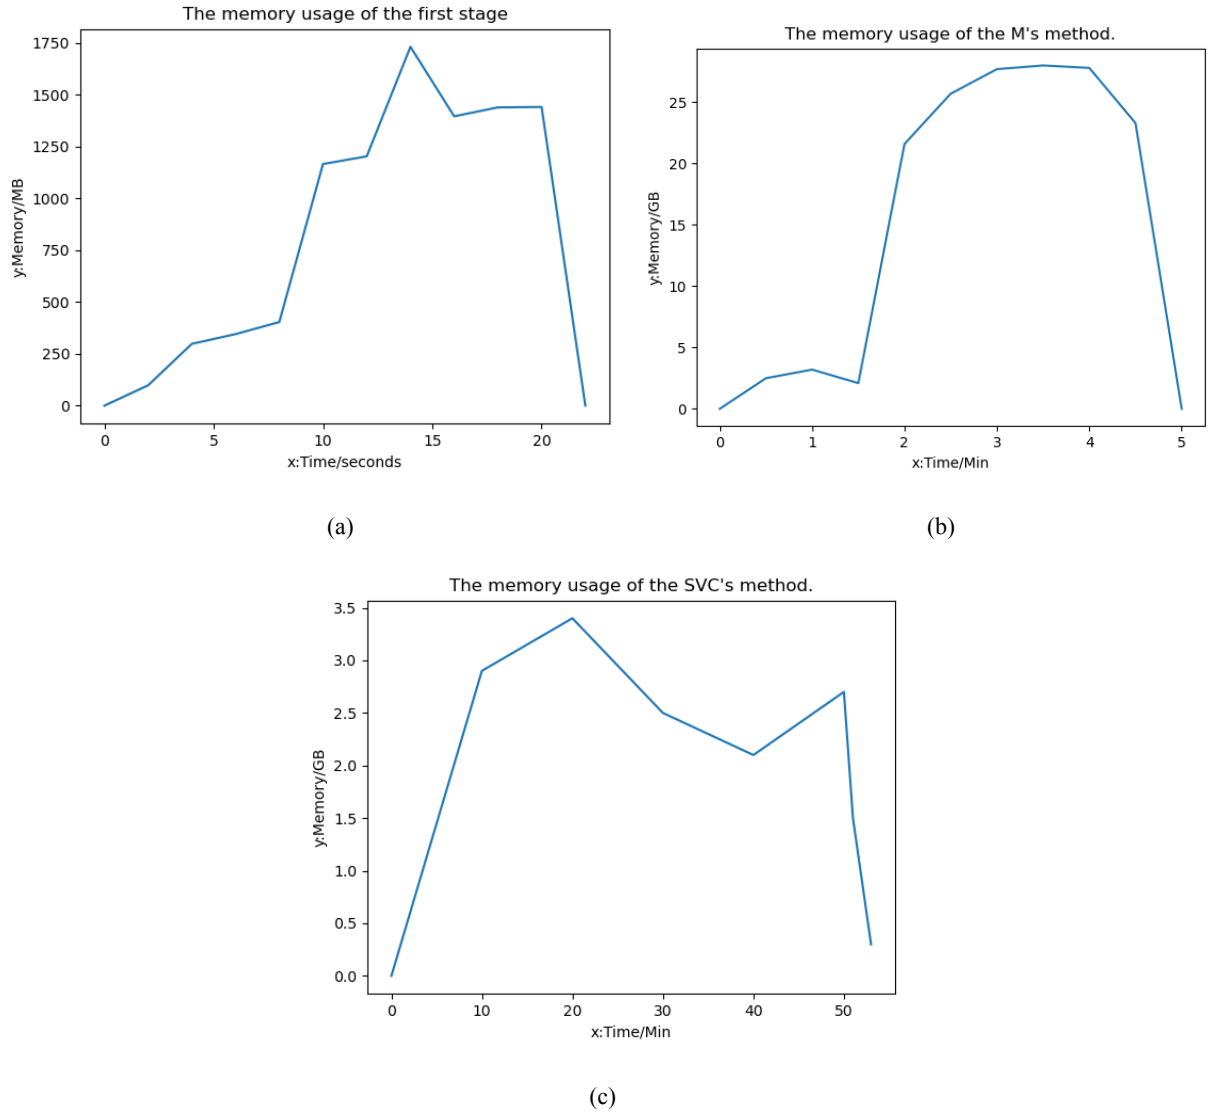 The memory usage of the first stage
1750
1500
1250
1000
750
500
250
0
y:Memory/MB
0 5 10 15 20
x:Time/seconds
(a)
The memory usage of the M's method.
25
20
15
10
5
0
y:Memory/GB
0 1 2 3 4 5
x:Time/Min
(b)
The memory usage of the SVC's method.
3.5
3.0
2.5
2.0
1.5
1.0
0.5
0.0
y:Memory/GB
0 10 20 30 40 50
x:Time/Min
(c)